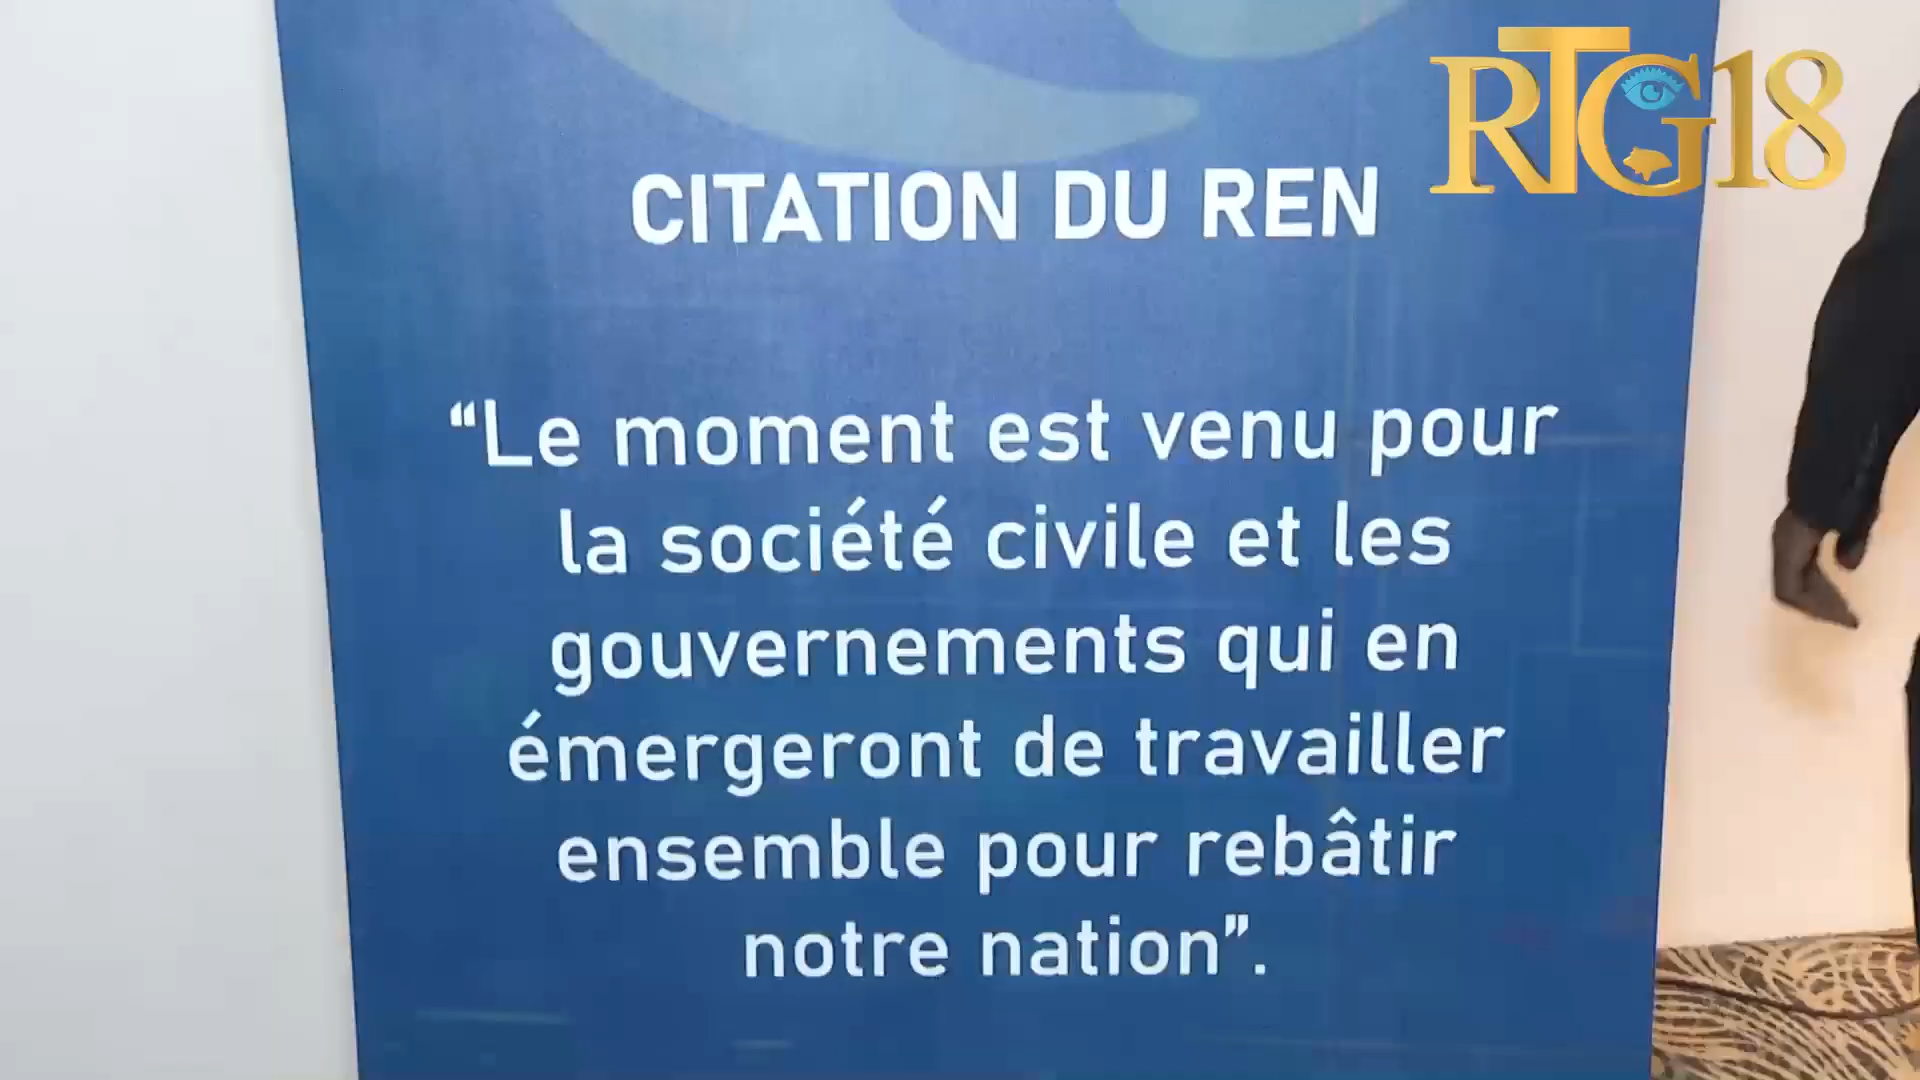 RTG18
CITATION DU REN
“Le moment est venu pour
la société civile et les
gouvernements qui en
émergeront de travailler
ensemble pour rebâtir
notre nation”.